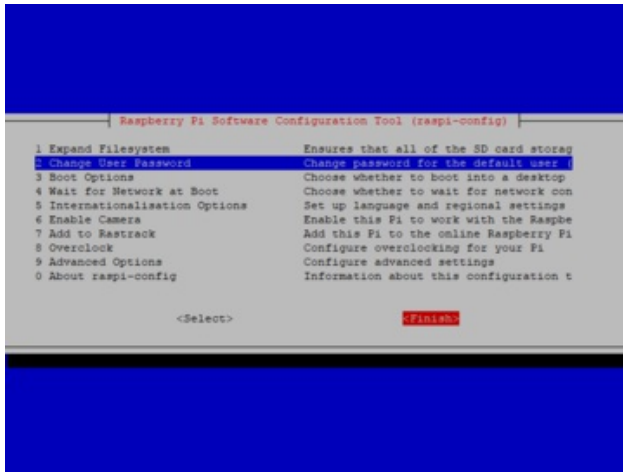 Raspberry Pi Software Configuration Tool (raspi-config)
1 Expand Filesystem Ensures that all of the SD card storag
2 Change User Password Change password for the default user (
3 Boot Options Choose whether to boot into a desktop
4 Wait for Network at Boot Choose whether to wait for network con
5 Internationalisation Options Set up language and regional settings
6 Enable Camera Enable this Pi to work with the Raspbe
7 Add to Rastrack Add this Pi to the online Raspberry Pi
8 Overclock Configure overclocking for your Pi
9 Advanced Options Configure advanced settings
0 About raspi-config Information about this configuration t
<Select> <Finish>